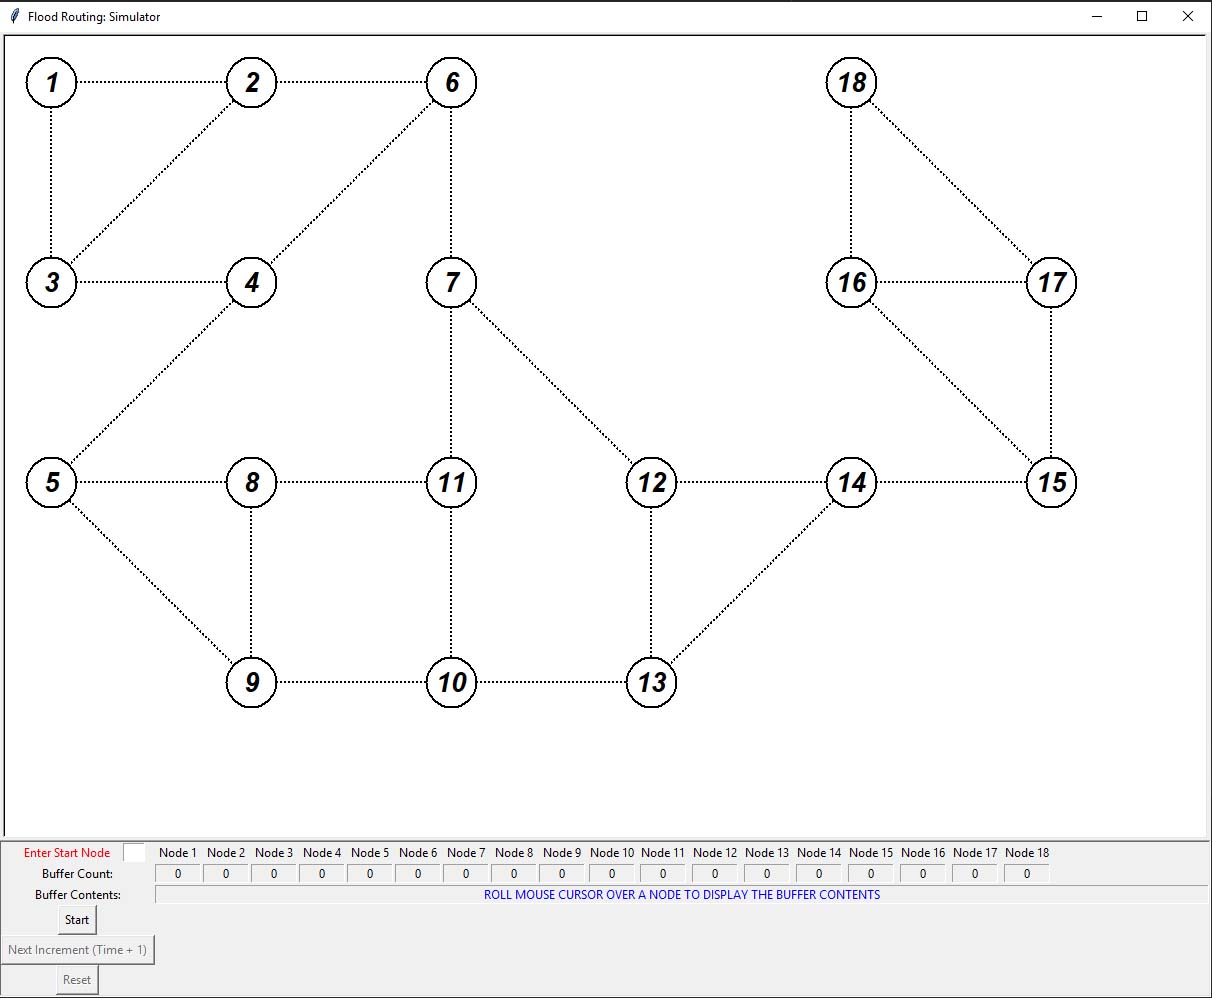 Flood Routing: Simulator
1 2 6 18
3 4 7 16 17
5 8 11 12 14 15
9 10 13
Enter Start Node Node 1 Node 2 Node 3 Node 4 Node 5 Node 6 Node 7 Node 8 Node 9 Node 10 Node 11 Node 12 Node 13 Node 14 Node 15 Node 16 Node 17 Node 18
Buffer Count: 0 0 0 0 0 0 0 0 0 0 0 0 0 0 0 0 0 0
Buffer Contents: ROLL MOUSE CURSOR OVER A NODE TO DISPLAY THE BUFFER CONTENTS
Start
Next Increment (Time + 1)
Reset